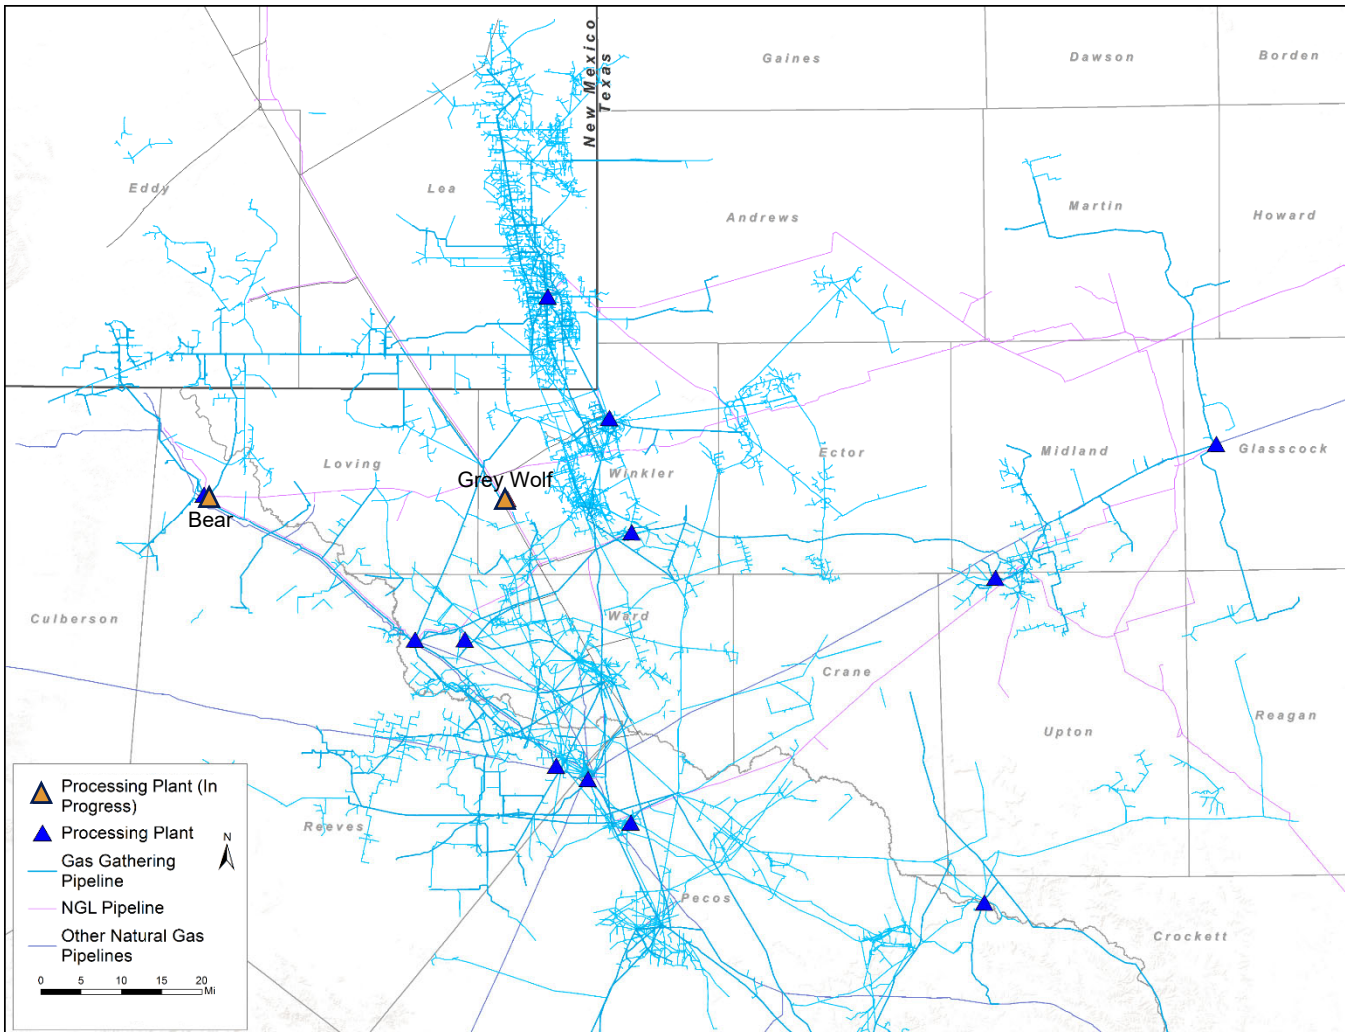 New Mexico
Texas
Gaines
Dawson
Borden
Eddy
Lea
Andrews
Martin
Howard
Loving
Grey Wolf
Winkler
Ector
Midland
Glasscock
Bear
Culberson
Ward
Crane
Upton
Reagan
Reeves
Pecos
Crockett
Processing Plant (In
Progress)
Processing Plant
N
Gas Gathering
Pipeline
NGL Pipeline
Other Natural Gas
Pipelines
0 5 10 15 20
Mi